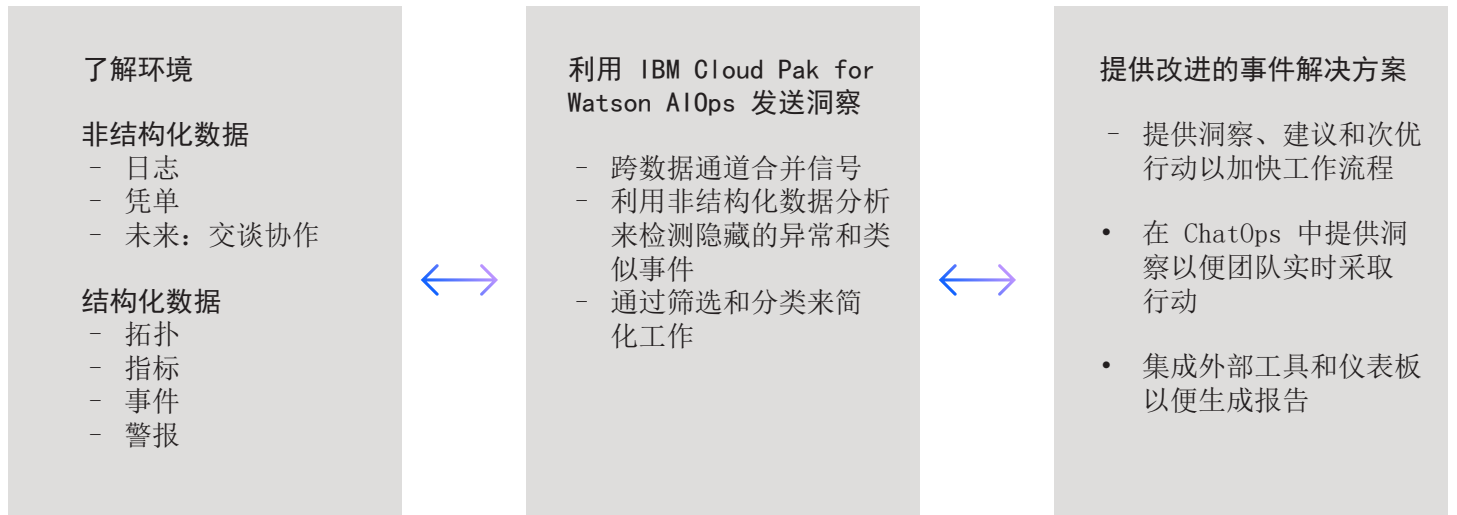 了解环境
非结构化数据
– 日志
– 凭单
– 未来：交谈协作
结构化数据
– 拓扑
– 指标
– 事件
– 警报
利用 IBM Cloud Pak for
Watson AIOps 发送洞察
– 跨数据通道合并信号
– 利用非结构化数据分析
来检测隐藏的异常和类
似事件
– 通过筛选和分类来简
化工作
提供改进的事件解决方案
– 提供洞察、建议和次优
行动以加快工作流程
• 在 ChatOps 中提供洞
察以便团队实时采取
行动
• 集成外部工具和仪表板
以便生成报告